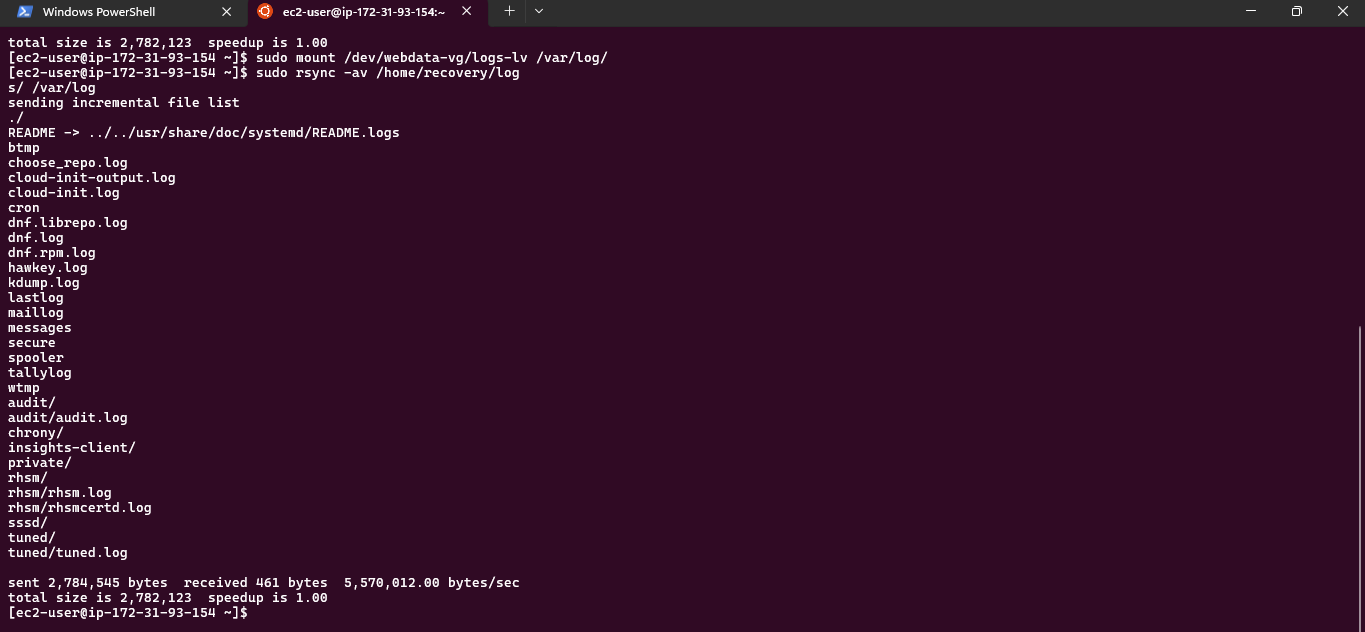 Windows PowerShell
ec2-user@ip-172-31-93-154:~
total size is 2,782,123  speedup is 1.00
[ec2-user@ip-172-31-93-154 ~]$ sudo mount /dev/webdata-vg/logs-lv /var/log/
[ec2-user@ip-172-31-93-154 ~]$ sudo rsync -av /home/recovery/log
s/ /var/log
sending incremental file list
./
README -> ../../usr/share/doc/systemd/README.logs
btmp
choose_repo.log
cloud-init-output.log
cloud-init.log
cron
dnf.librepo.log
dnf.log
dnf.rpm.log
hawkey.log
kdump.log
lastlog
maillog
messages
secure
spooler
tallylog
wtmp
audit/
audit/audit.log
chrony/
insights-client/
private/
rhsm/
rhsm/rhsm.log
rhsm/rhsmcertd.log
sssd/
tuned/
tuned/tuned.log
sent 2,784,545 bytes  received 461 bytes  5,570,012.00 bytes/sec
total size is 2,782,123  speedup is 1.00
[ec2-user@ip-172-31-93-154 ~]$